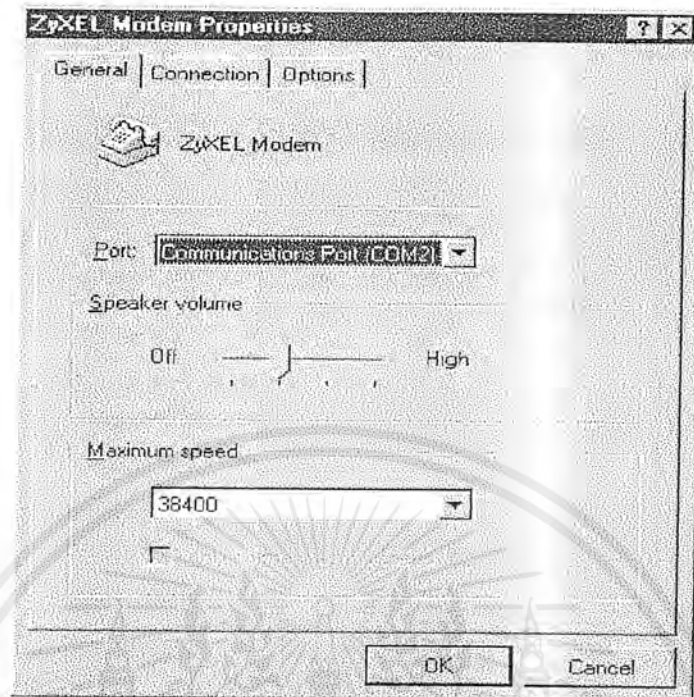 ZyXEL Modem Properties
General Connection Options
ZyXEL Modem
Port: Communications Port (COM2)
Speaker volume
Off High
Maximum speed
38400
OK Cancel